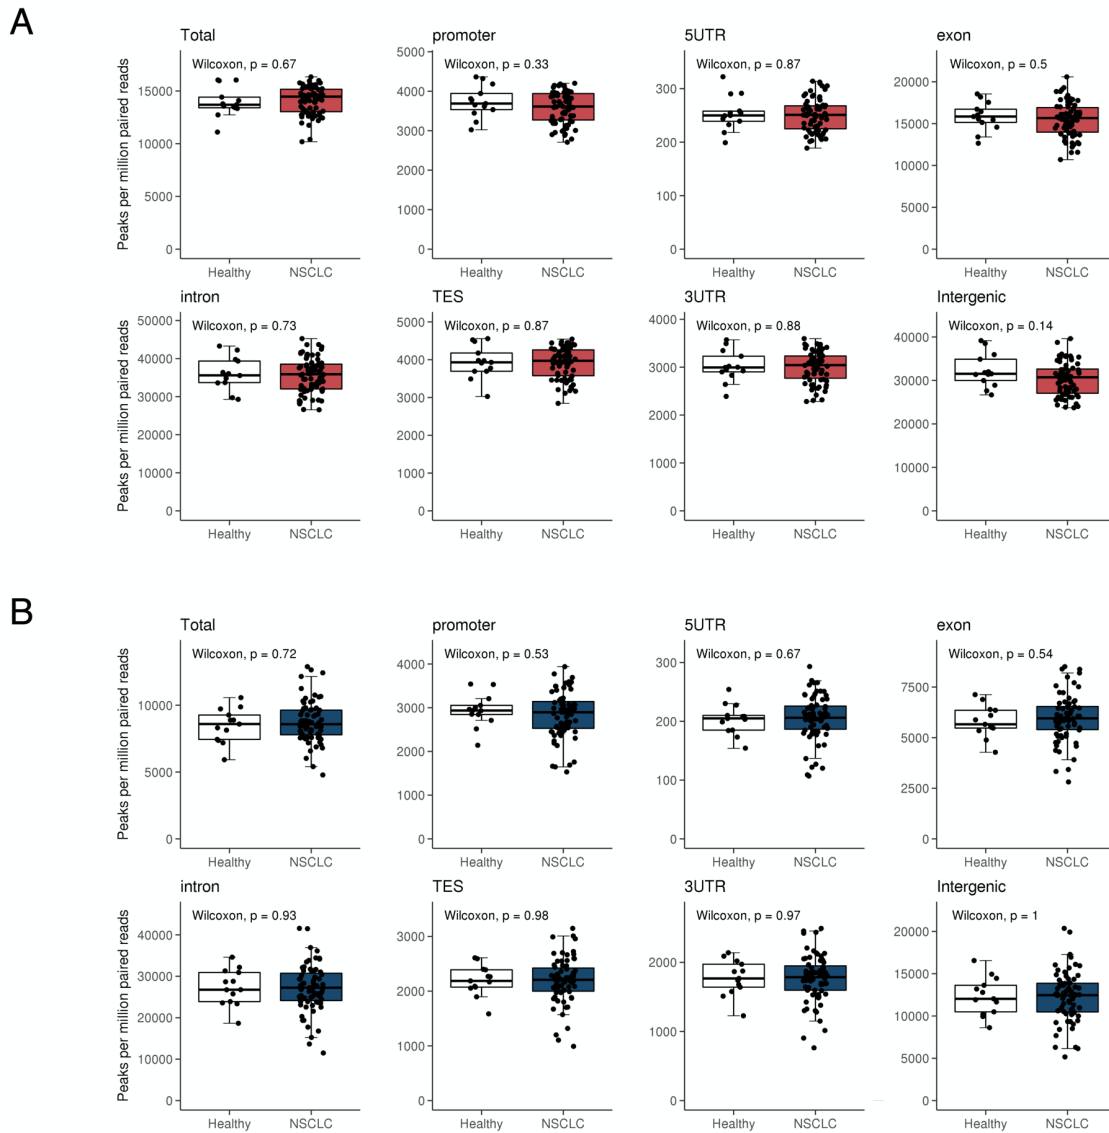 A
Total promoter 5UTR exon
Peaks per million paired reads
Wilcoxon, p = 0.67 Wilcoxon, p = 0.33 Wilcoxon, p = 0.87 Wilcoxon, p = 0.5
15000 10000 5000 0
5000 4000 3000 2000 1000 0
300 200 100 0
20000 15000 10000 5000 0
Healthy NSCLC Healthy NSCLC Healthy NSCLC Healthy NSCLC
intron TES 3UTR Intergenic
Peaks per million paired reads
Wilcoxon, p = 0.73 Wilcoxon, p = 0.87 Wilcoxon, p = 0.88 Wilcoxon, p = 0.14
50000 40000 30000 20000 10000 0
5000 4000 3000 2000 1000 0
4000 3000 2000 1000 0
40000 30000 20000 10000 0
Healthy NSCLC Healthy NSCLC Healthy NSCLC Healthy NSCLC
B
Total promoter 5UTR exon
Peaks per million paired reads
Wilcoxon, p = 0.72 Wilcoxon, p = 0.53 Wilcoxon, p = 0.67 Wilcoxon, p = 0.54
10000 5000 0
4000 3000 2000 1000 0
300 200 100 0
7500 5000 2500 0
Healthy NSCLC Healthy NSCLC Healthy NSCLC Healthy NSCLC
intron TES 3UTR Intergenic
Peaks per million paired reads
Wilcoxon, p = 0.93 Wilcoxon, p = 0.98 Wilcoxon, p = 0.97 Wilcoxon, p = 1
40000 30000 20000 10000 0
3000 2000 1000 0
2000 1000 0
20000 15000 10000 5000 0
Healthy NSCLC Healthy NSCLC Healthy NSCLC Healthy NSCLC